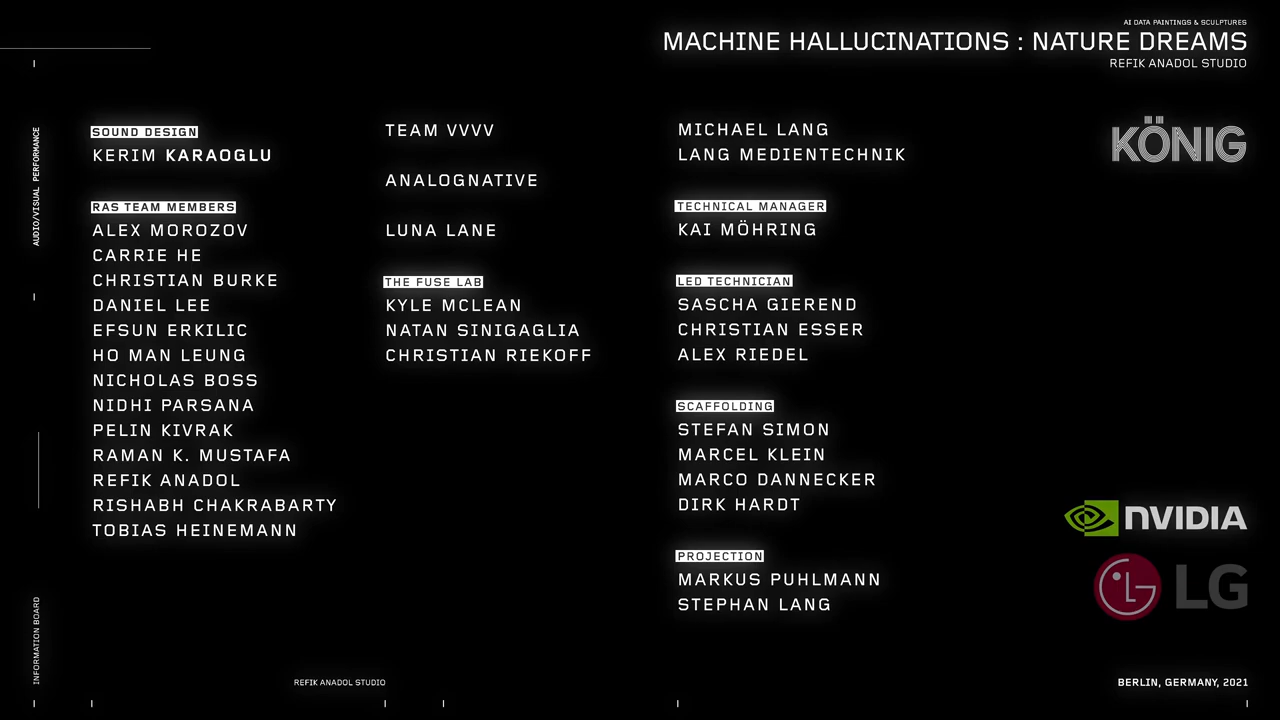 AI DATA PAINTINGS & SCULPTURES
MACHINE HALLUCINATIONS : NATURE DREAMS
REFIK ANADOL STUDIO
AUDIO/VISUAL PERFORMANCE
INFORMATION BOARD
SOUND DESIGN
KERIM KARAOGLU
RAS TEAM MEMBERS
ALEX MOROZOV
CARRIE HE
CHRISTIAN BURKE
DANIEL LEE
EFSUN ERKILIC
HO MAN LEUNG
NICHOLAS BOSS
NIDHI PARSANA
PELIN KIVRAK
RAMAN K. MUSTAFA
REFIK ANADOL
RISHABH CHAKRABARTY
TOBIAS HEINEMANN
TEAM VVVV
ANALOGNATIVE
LUNA LANE
THE FUSE LAB
KYLE MCLEAN
NATAN SINIGAGLIA
CHRISTIAN RIEKOFF
MICHAEL LANG
LANG MEDIENTECHNIK
TECHNICAL MANAGER
KAI MÖHRING
LED TECHNICIAN
SASCHA GIEREND
CHRISTIAN ESSER
ALEX RIEDEL
SCAFFOLDING
STEFAN SIMON
MARCEL KLEIN
MARCO DANNECKER
DIRK HARDT
PROJECTION
MARKUS PUHLMANN
STEPHAN LANG
KÖNIG
NVIDIA
LG
REFIK ANADOL STUDIO
BERLIN, GERMANY, 2021